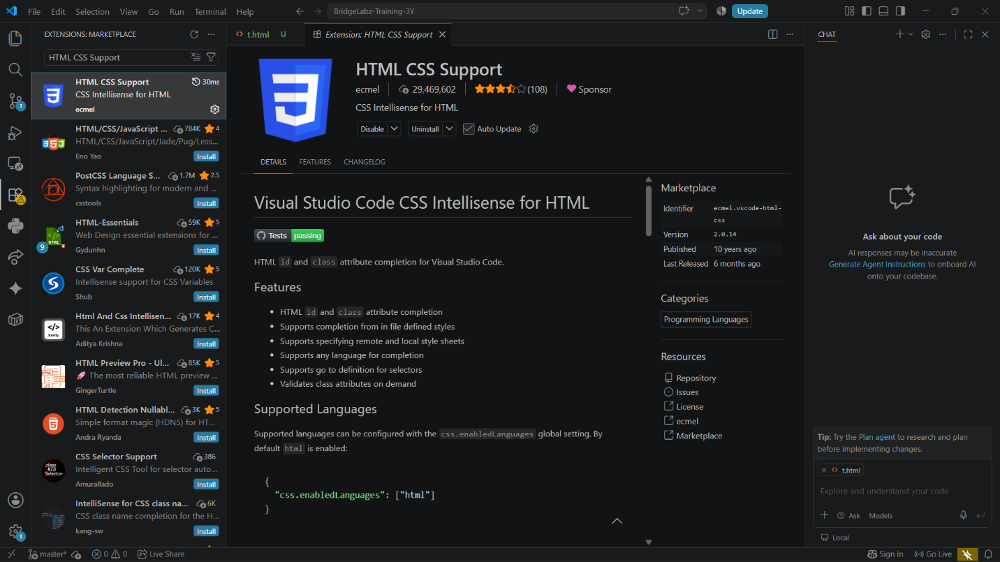 File Edit Selection View Go Run Terminal Help
BridgeLabz-Training-3Y
Update
EXTENSIONS: MARKETPLACE
HTML CSS Support
HTML CSS Support 30ms
CSS Intellisense for HTML
ecmel
HTML/CSS/JavaScript ... 784K 4
HTML/CSS/JavaScript/Jade/Pug/Less...
Eno Yao Install
PostCSS Language S... 1.7M 2.5
Syntax highlighting for modern and ...
csstools Install
HTML-Essentials 59K 5
Web Design essential extensions for ...
Gydunhn Install
CSS Var Complete 120K 5
Intellisense support for CSS Variables
Shub Install
Html And Css Intellisen... 17K 4
This An Extension Which Generates C...
Aditya Krishna Install
HTML Preview Pro - Ul... 85K 5
🚀 The most reliable HTML preview ...
GingerTurtle Install
HTML Detection Nullabl... 3K 5
Simple format magic (HDNS) for HT...
Andra Ryanda Install
CSS Selector Support 386
Intelligent CSS Tool for selector auto...
Amurallado Install
IntelliSense for CSS class na... 6K
CSS class name completion for the H...
kang-sw Install
1
9
1
t.html U
Extension: HTML CSS Support
HTML CSS Support
ecmel 29,469,602 (108) Sponsor
CSS Intellisense for HTML
Disable Uninstall Auto Update
DETAILS FEATURES CHANGELOG
Visual Studio Code CSS Intellisense for HTML
Tests passing
HTML id and class attribute completion for Visual Studio Code.
Features
• HTML id and class attribute completion
• Supports completion from in file defined styles
• Supports specifying remote and local style sheets
• Supports any language for completion
• Supports go to definition for selectors
• Validates class attributes on demand
Supported Languages
Supported languages can be configured with the css.enabledLanguages global setting. By
default html is enabled:
{
"css.enabledLanguages": ["html"]
}
Marketplace
Identifier ecmel.vscode-html-
css
Version 2.0.14
Published 10 years ago
Last Released 6 months ago
Categories
Programming Languages
Resources
Repository
Issues
License
ecmel
Marketplace
CHAT
Ask about your code
AI responses may be inaccurate
Generate Agent Instructions to onboard AI
onto your codebase.
Tip: Try the Plan agent to research and plan
before implementing changes.
t.html
Explore and understand your code
Ask Models
Local
master* 0 0 Live Share
Sign In Go Live